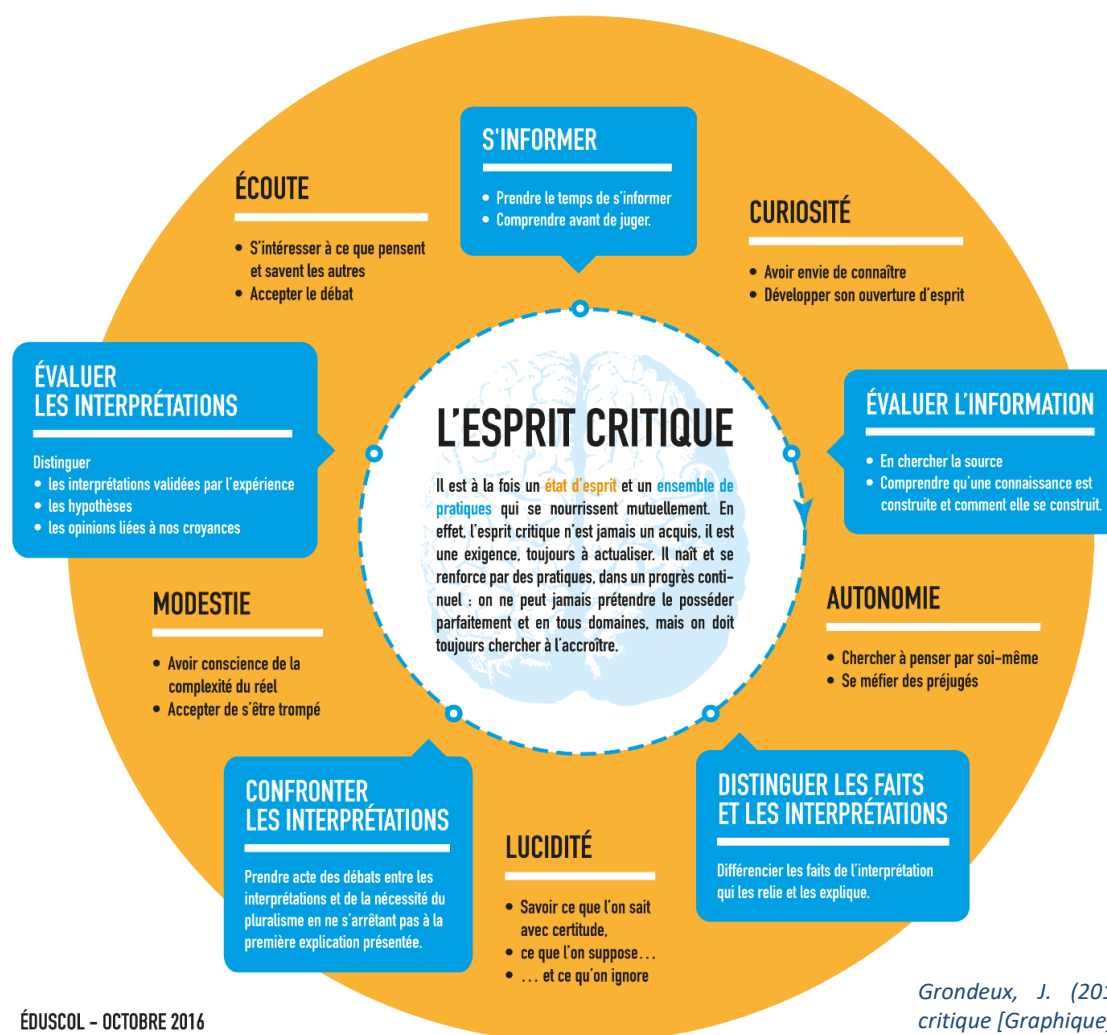 S'INFORMER
• Prendre le temps de s'informer
• Comprendre avant de juger.
ÉCOUTE
• S'intéresser à ce que pensent
et savent les autres
• Accepter le débat
CURIOSITÉ
• Avoir envie de connaître
• Développer son ouverture d'esprit
ÉVALUER
LES INTERPRÉTATIONS
Distinguer
• les interprétations validées par l'expérience
• les hypothèses
• les opinions liées à nos croyances
L'ESPRIT CRITIQUE
Il est à la fois un état d'esprit et un ensemble de
pratiques qui se nourrissent mutuellement. En
effet, l'esprit critique n'est jamais un acquis, il est
une exigence, toujours à actualiser. Il naît et se
renforce par des pratiques, dans un progrès conti-
nuel : on ne peut jamais prétendre le posséder
parfaitement et en tous domaines, mais on doit
toujours chercher à l'accroître.
ÉVALUER L'INFORMATION
• En chercher la source
• Comprendre qu'une connaissance est
construite et comment elle se construit.
MODESTIE
• Avoir conscience de la
complexité du réel
• Accepter de s'être trompé
AUTONOMIE
• Chercher à penser par soi-même
• Se méfier des préjugés
CONFRONTER
LES INTERPRÉTATIONS
Prendre acte des débats entre les
interprétations et de la nécessité du
pluralisme en ne s'arrêtant pas à la
première explication présentée.
LUCIDITÉ
• Savoir ce que l'on sait
avec certitude,
• ce que l'on suppose…
• … et ce qu'on ignore
DISTINGUER LES FAITS
ET LES INTERPRÉTATIONS
Différencier les faits de l'interprétation
qui les relie et les explique.
ÉDUSCOL - OCTOBRE 2016
Grondeux, J. (201
critique [Graphique]